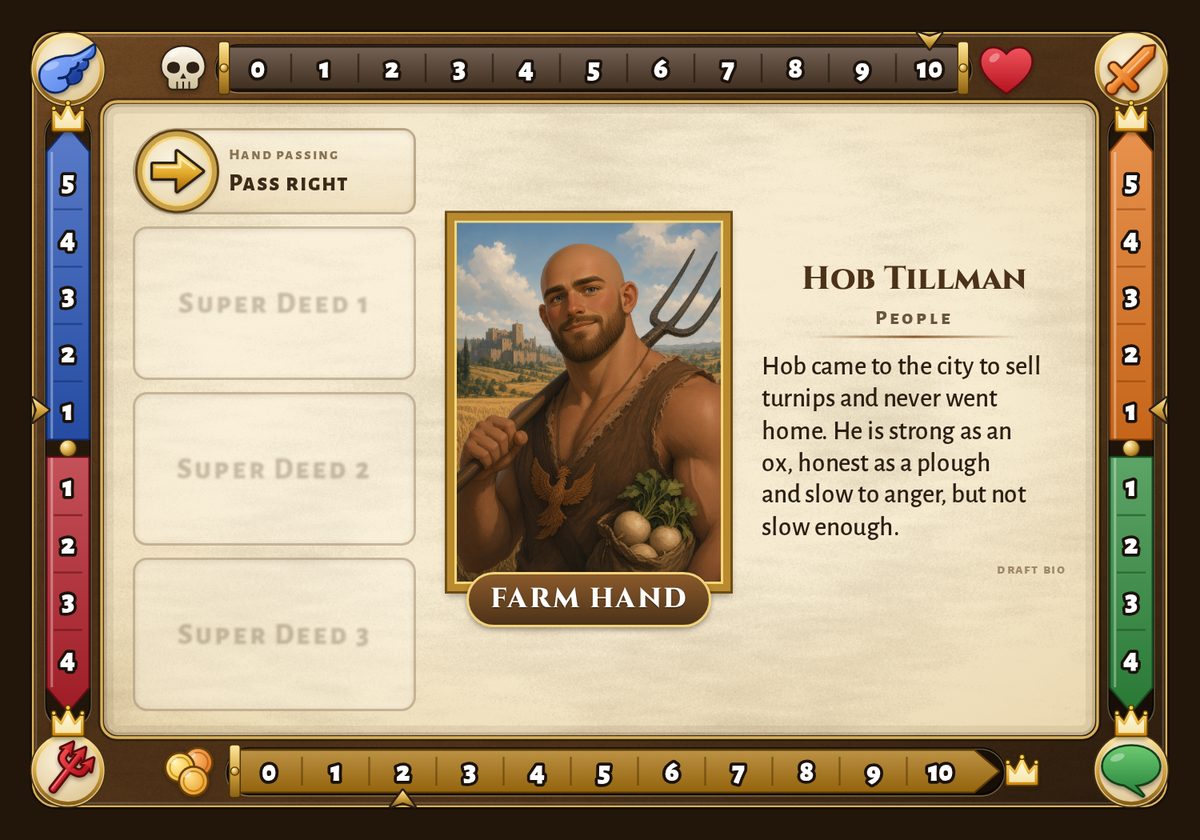 0 1 2 3 4 5 6 7 8 9 10
5
4
3
2
1
1
2
3
4
Hand passing
Pass right
Super Deed 1
Super Deed 2
Super Deed 3
FARM HAND
Hob Tillman
People
Hob came to the city to sell
turnips and never went
home. He is strong as an
ox, honest as a plough
and slow to anger, but not
slow enough.
DRAFT BIO
5
4
3
2
1
1
2
3
4
0 1 2 3 4 5 6 7 8 9 10